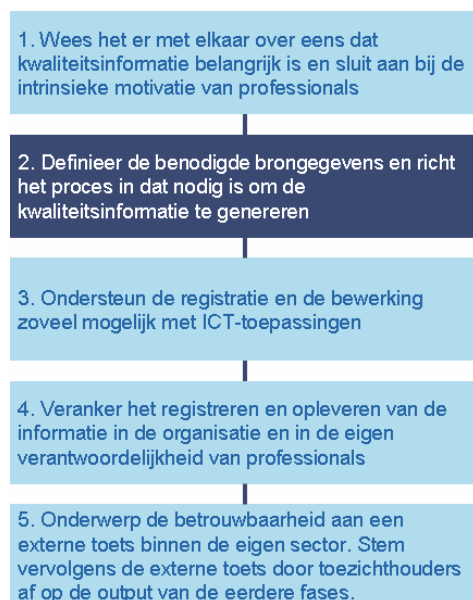 1. Wees het er met elkaar over eens dat
kwaliteitsinformatie belangrijk is en sluit aan bij de
intrinsieke motivatie van professionals
2. Definieer de benodigde brongegevens en richt
het proces in dat nodig is om de
kwaliteitsinformatie te genereren
3. Ondersteun de registratie en de bewerking
zoveel mogelijk met ICT-toepassingen
4. Veranker het registreren en opleveren van de
informatie in de organisatie en in de eigen
verantwoordelijkheid van professionals
5. Onderwerp de betrouwbaarheid aan een
externe toets binnen de eigen sector. Stem
vervolgens de externe toets door toezichthouders
af op de output van de eerdere fases.